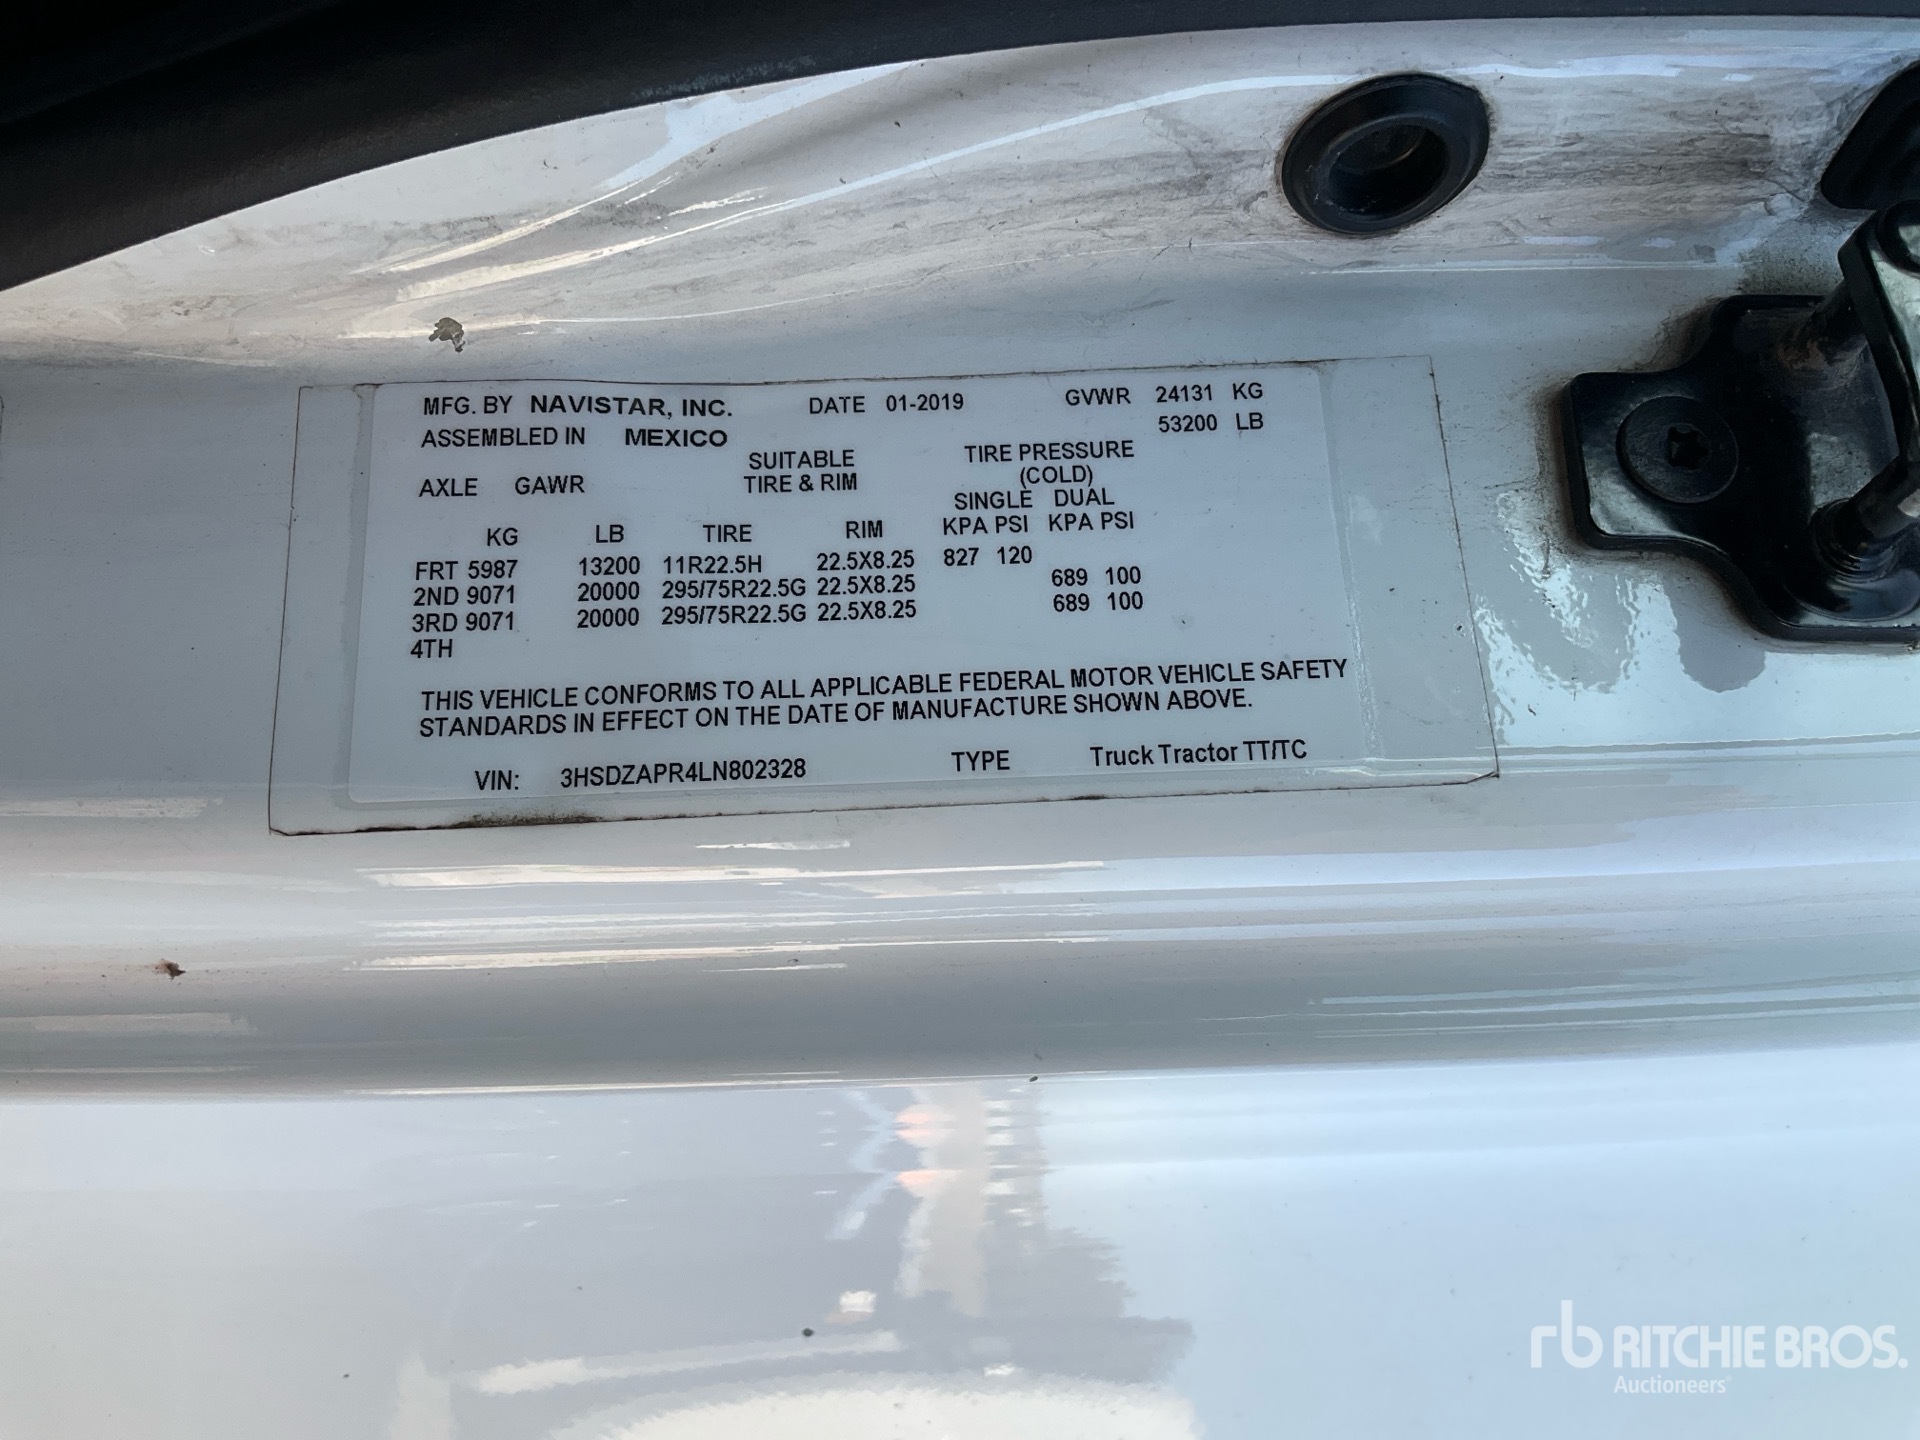 MFG. BY NAVISTAR, INC. DATE 01-2019 GVWR 24131 KG
ASSEMBLED IN MEXICO 53200 LB
SUITABLE TIRE PRESSURE
AXLE GAWR TIRE & RIM (COLD)
SINGLE DUAL
KG LB TIRE RIM KPA PSI KPA PSI
FRT 5987 13200 11R22.5H 22.5X8.25 827 120
2ND 9071 20000 295/75R22.5G 22.5X8.25 689 100
3RD 9071 20000 295/75R22.5G 22.5X8.25 689 100
4TH
THIS VEHICLE CONFORMS TO ALL APPLICABLE FEDERAL MOTOR VEHICLE SAFETY
STANDARDS IN EFFECT ON THE DATE OF MANUFACTURE SHOWN ABOVE.
VIN: 3HSDZAPR4LN802328 TYPE Truck Tractor TT/TC
rb RITCHIE BROS.
Auctioneers